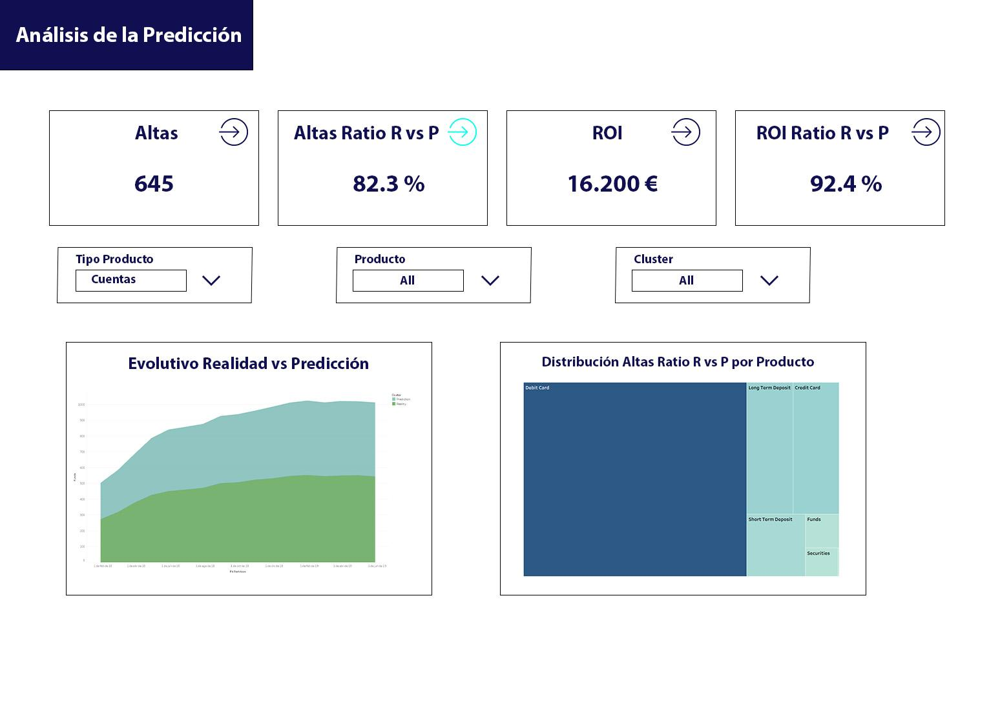 Análisis de la Predicción
Altas
645
Altas Ratio R vs P
82.3 %
ROI
16.200 €
ROI Ratio R vs P
92.4 %
Tipo Producto
Cuentas
Producto
All
Cluster
All
Evolutivo Realidad vs Predicción
Cluster
Prediction
Reality
1000
900
800
700
600
500
400
300
200
100
0
Funds
1 de feb de 18
1 de abr de 18
1 de jun de 18
1 de ago de 18
1 de oct de 18
1 de dic de 18
1 de feb de 19
1 de abr de 19
1 de jun de 19
Distribución Altas Ratio R vs P por Producto
Debit Card
Long Term Deposit
Credit Card
Short Term Deposit
Funds
Securities